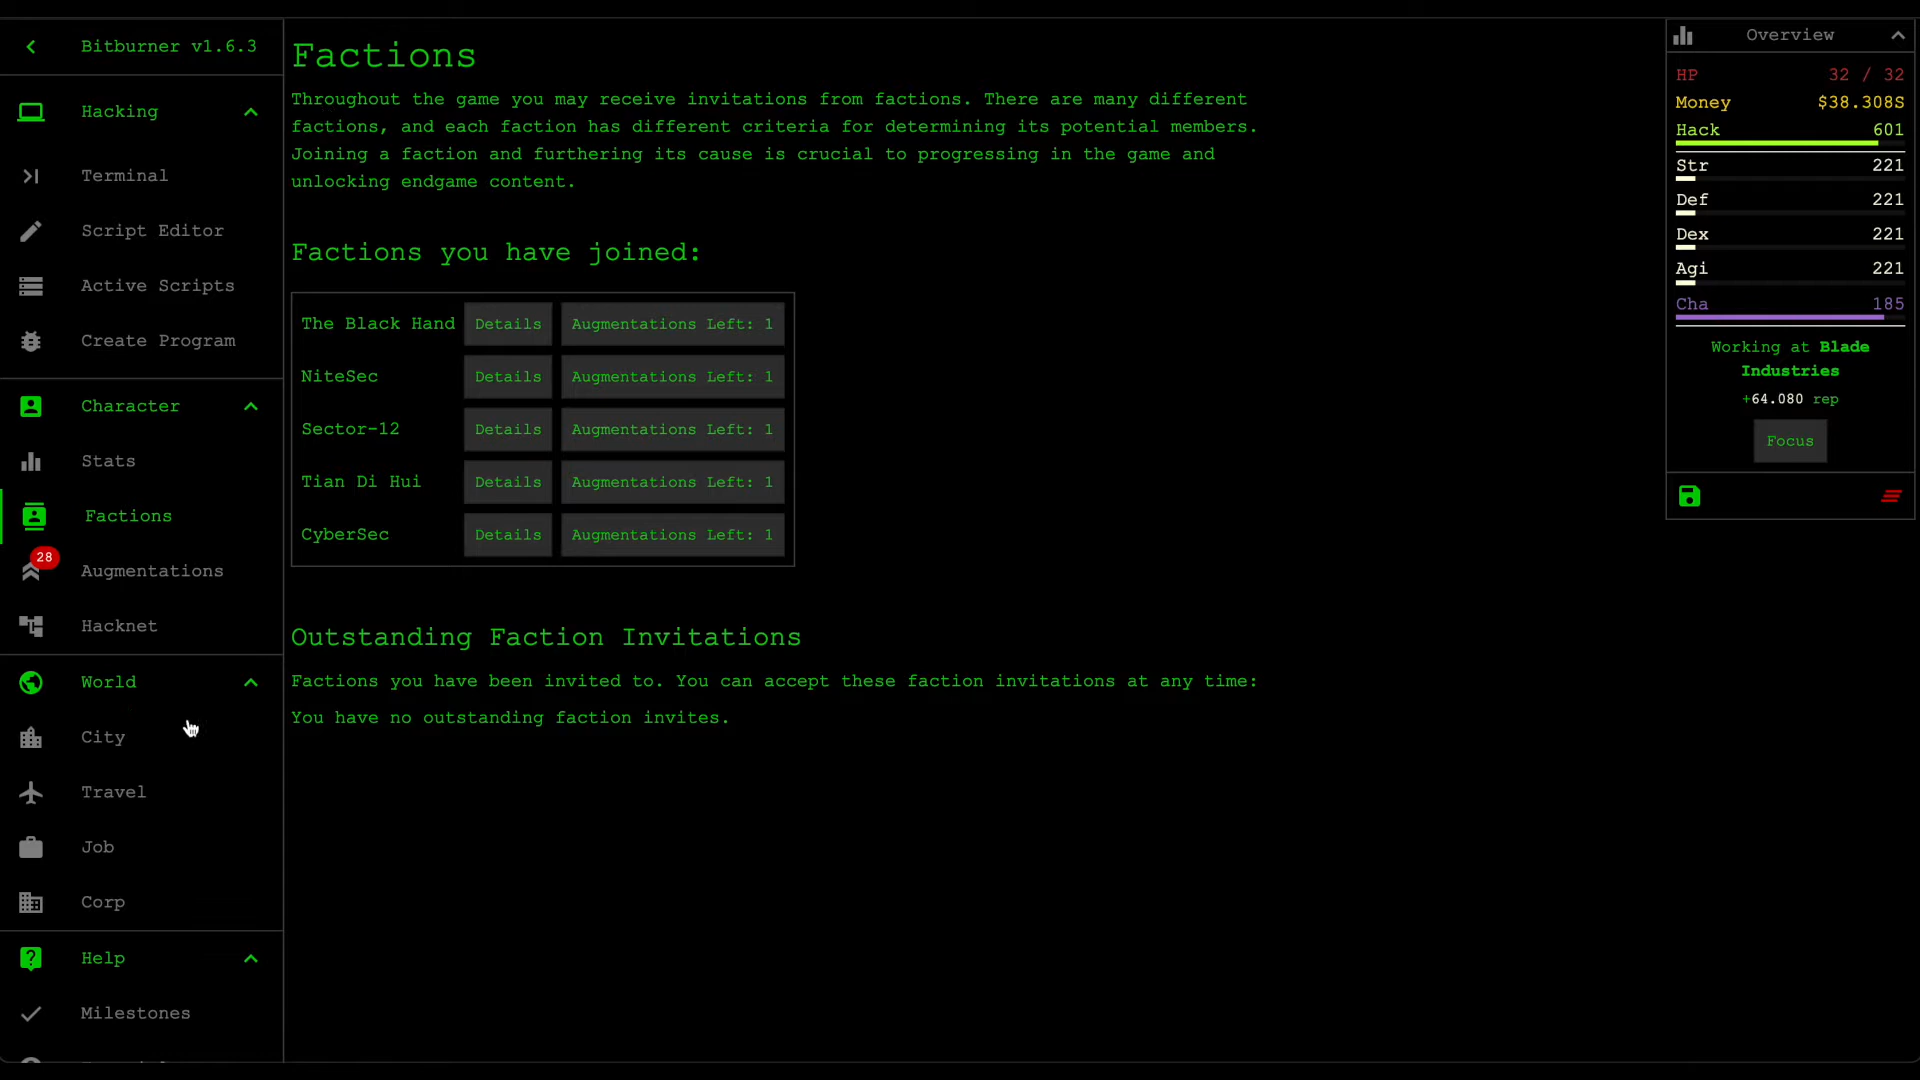 Bitburner v1.6.3
Hacking
Terminal
Script Editor
Active Scripts
Create Program
Character
Stats
Factions
28
Augmentations
Hacknet
World
City
Travel
Job
Corp
Help
Milestones
Factions
Throughout the game you may receive invitations from factions. There are many different
factions, and each faction has different criteria for determining its potential members.
Joining a faction and furthering its cause is crucial to progressing in the game and
unlocking endgame content.
Factions you have joined:
The Black Hand Details Augmentations Left: 1
NiteSec Details Augmentations Left: 1
Sector-12 Details Augmentations Left: 1
Tian Di Hui Details Augmentations Left: 1
CyberSec Details Augmentations Left: 1
Outstanding Faction Invitations
Factions you have been invited to. You can accept these faction invitations at any time:
You have no outstanding faction invites.
Overview
HP 32 / 32
Money $38.308S
Hack 601
Str 221
Def 221
Dex 221
Agi 221
Cha 185
Working at Blade
Industries
+64.080 rep
Focus